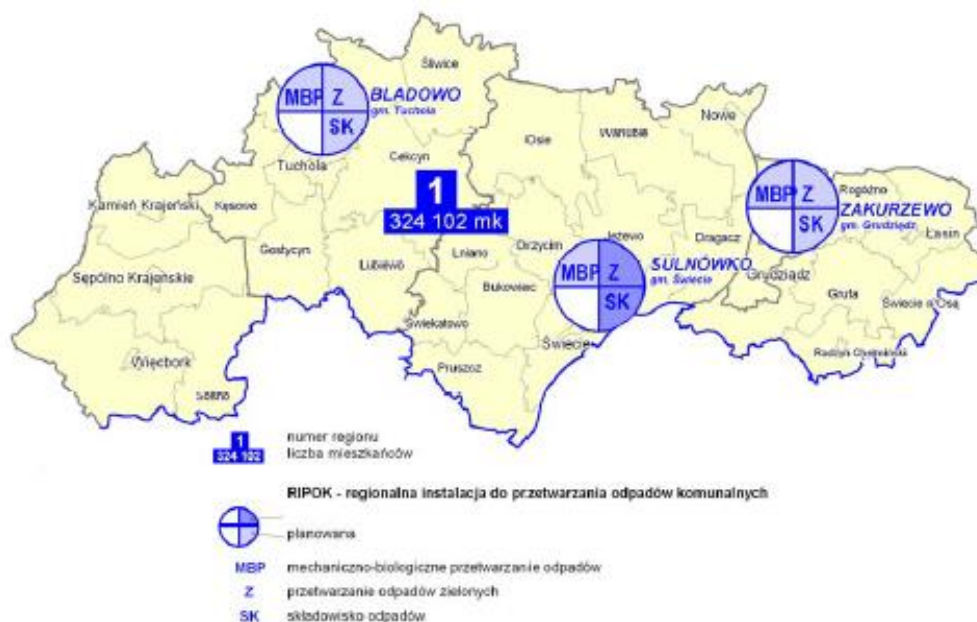 Śliwice
MBP Z
SK
BLADOWO
gm. Tuchola
Nowe
Osie
Warlubie
Tuchola
Cekcyn
1
324 102 mk
Kamień Krajeński
Kęsowo
MBP Z
SK
Rogóźno
ZAKURZEWO
gm. Grudziądz
Łasin
Gostycyn
Lubiewo
Lniano
Drzycim
Jeżewo
Dragacz
Grudziądz
Sępólno Krajeńskie
MBP Z
SK
SULNÓWKO
gm. Świecie
Bukowiec
Gruta
Świecie n/Osą
Świekatowo
Świecie
Radzyń Chełmiński
Więcbork
Pruszcz
Sośno
1
324 102
numer regionu
liczba mieszkańców
RIPOK - regionalna instalacja do przetwarzania odpadów komunalnych
planowana
MBP mechaniczno-biologiczne przetwarzanie odpadów
Z przetwarzanie odpadów zielonych
SK składowisko odpadów